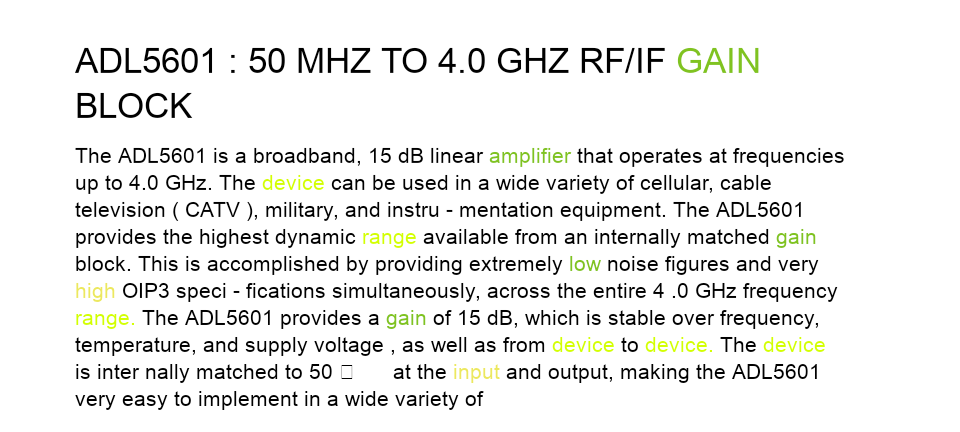 ADL5601 : 50 MHZ TO 4.0 GHZ RF/IF GAIN
BLOCK
The ADL5601 is a broadband, 15 dB linear amplifier that operates at frequencies
up to 4.0 GHz. The device can be used in a wide variety of cellular, cable
television ( CATV ), military, and instru - mentation equipment. The ADL5601
provides the highest dynamic range available from an internally matched gain
block. This is accomplished by providing extremely low noise figures and very
high OIP3 speci - fications simultaneously, across the entire 4 .0 GHz frequency
range. The ADL5601 provides a gain of 15 dB, which is stable over frequency,
temperature, and supply voltage , as well as from device to device. The device
is inter nally matched to 50 □ at the input and output, making the ADL5601
very easy to implement in a wide variety of